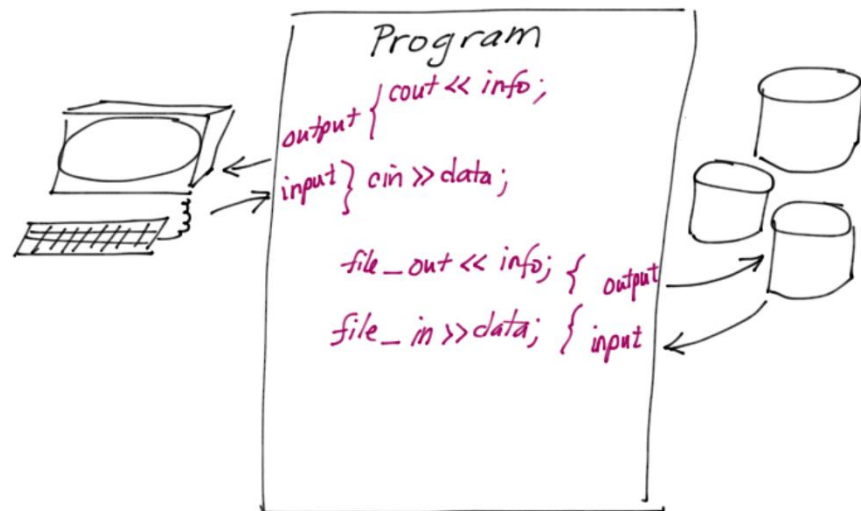 Program
output { cout << info;
input } cin >> data;
file_out << info; { output
file_in >> data; { input